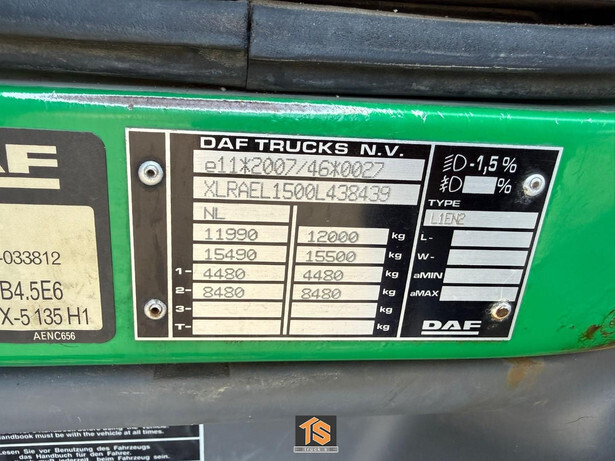 AF
-033812
B4.5E6
X-5 135 H1
AENC656
DAF TRUCKS N.V.
e11*2007/46*0027
XLRAEL1500L438439
NL
11990 12000 kg
15490 15500 kg
1- 4480 4480 kg
2- 8480 8480 kg
3- kg
T- kg
-1,5%
%
TYPE
L1EN2
L-
W-
aMIN
aMAX
DAF
handbook must be with the vehicle at all times.
Lesen Sie vor Benutzung des Fahrzeugs
das Handbuch für den Fahrer.
TS